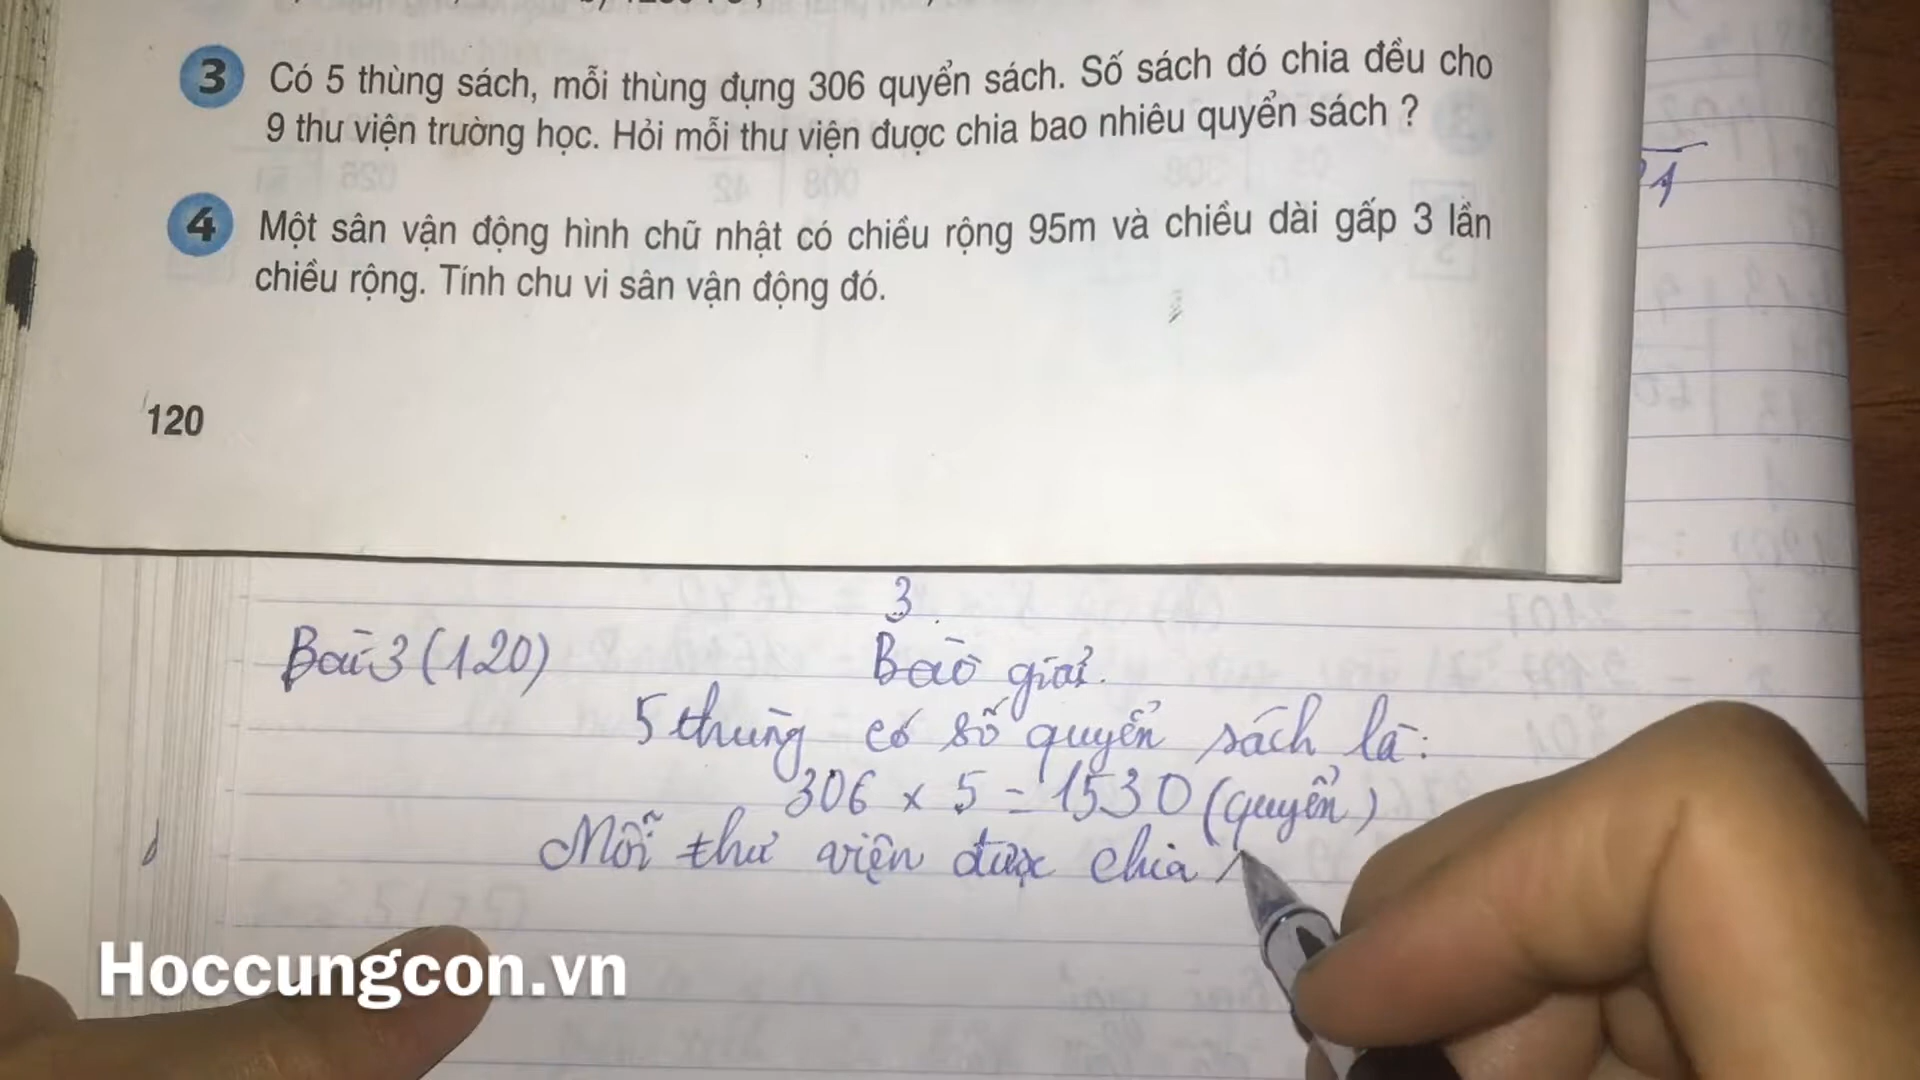 3 Có 5 thùng sách, mỗi thùng đựng 306 quyển sách. Số sách đó chia đều cho
9 thư viện trường học. Hỏi mỗi thư viện được chia bao nhiêu quyển sách ?
4 Một sân vận động hình chữ nhật có chiều rộng 95m và chiều dài gấp 3 lần
chiều rộng. Tính chu vi sân vận động đó.
120
3
Bài 3 (120) Bài giải.
5 thùng có số quyển sách là:
306 x 5 = 1530 (quyển)
Mỗi thư viện được chia
Hoccungcon.vn